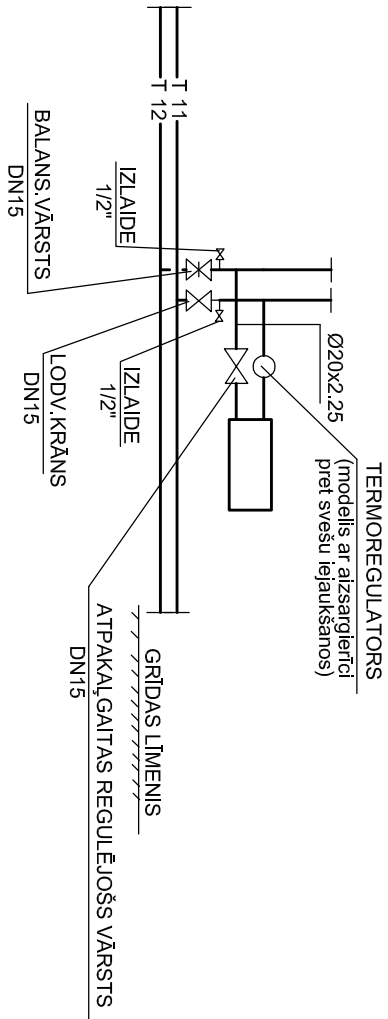 TERMOREGULATORS
(modelis ar aizsargierīci
pret svešu iejaukšanos)
Ø20x2.25
IZLAIDE
1/2"
T 11
T 12
IZLAIDE
1/2"
BALANS.VĀRSTS
DN15
LODV.KRĀNS
DN15
GRĪDAS LĪMENIS
ATPAKAĻGAITAS REGULĒJOŠS VĀRSTS
DN15